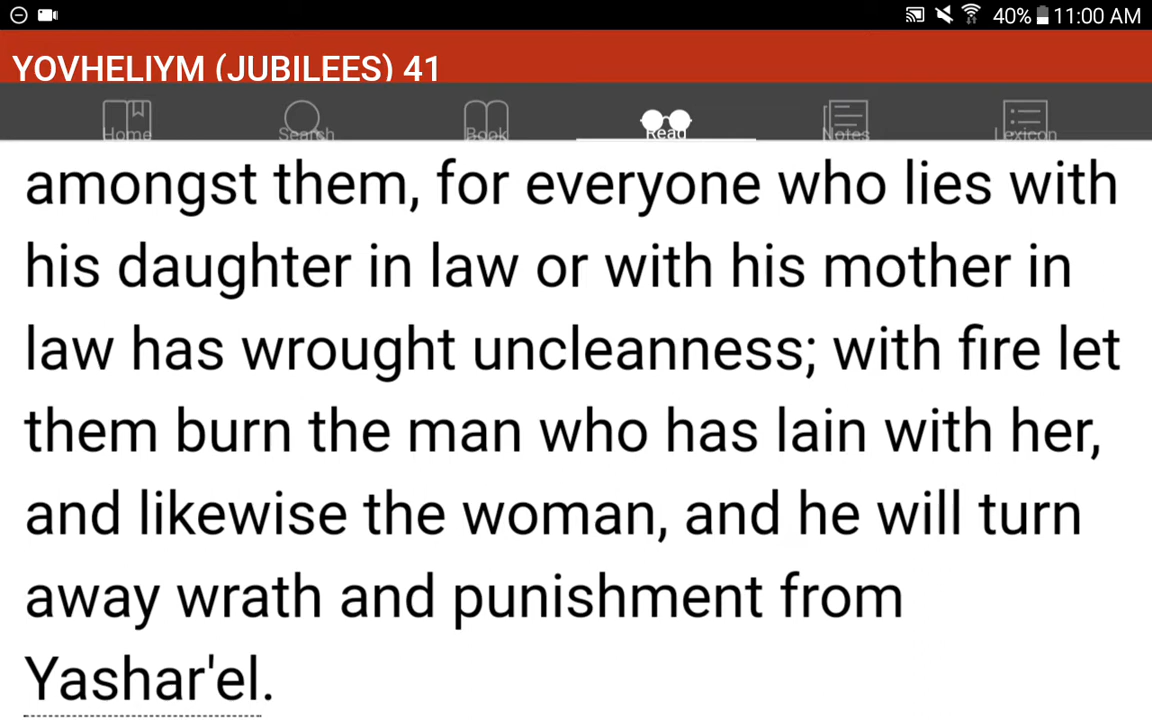 40% 11:00 AM
YOVHELIYM (JUBILEES) 41
Home Search Book Read Notes Lexicon
amongst them, for everyone who lies with
his daughter in law or with his mother in
law has wrought uncleanness; with fire let
them burn the man who has lain with her,
and likewise the woman, and he will turn
away wrath and punishment from
Yashar'el.